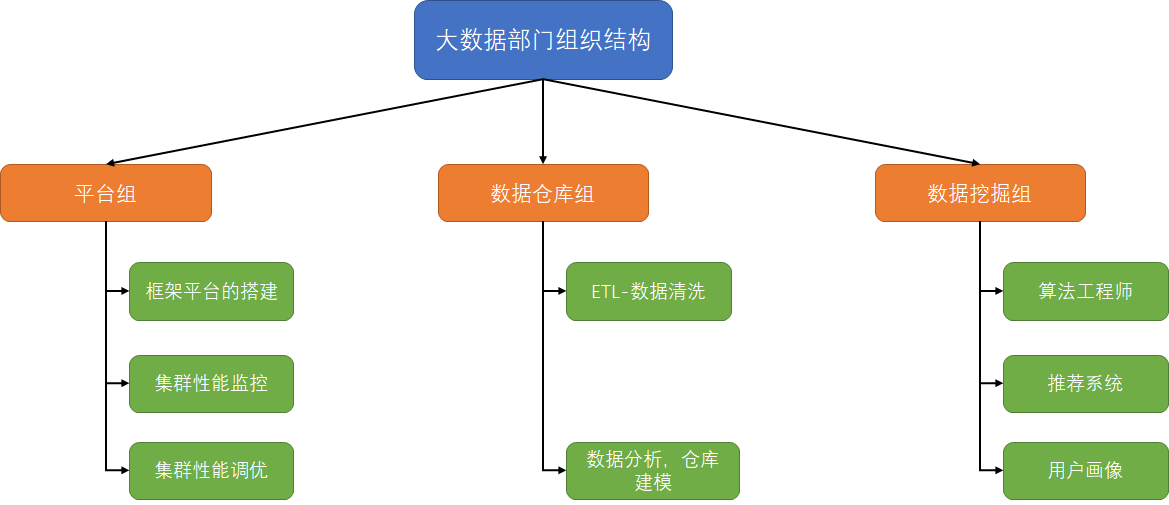 大数据部门组织结构
平台组
数据仓库组
数据挖掘组
框架平台的搭建
ETL-数据清洗
算法工程师
集群性能监控
推荐系统
集群性能调优
数据分析，仓库
建模
用户画像